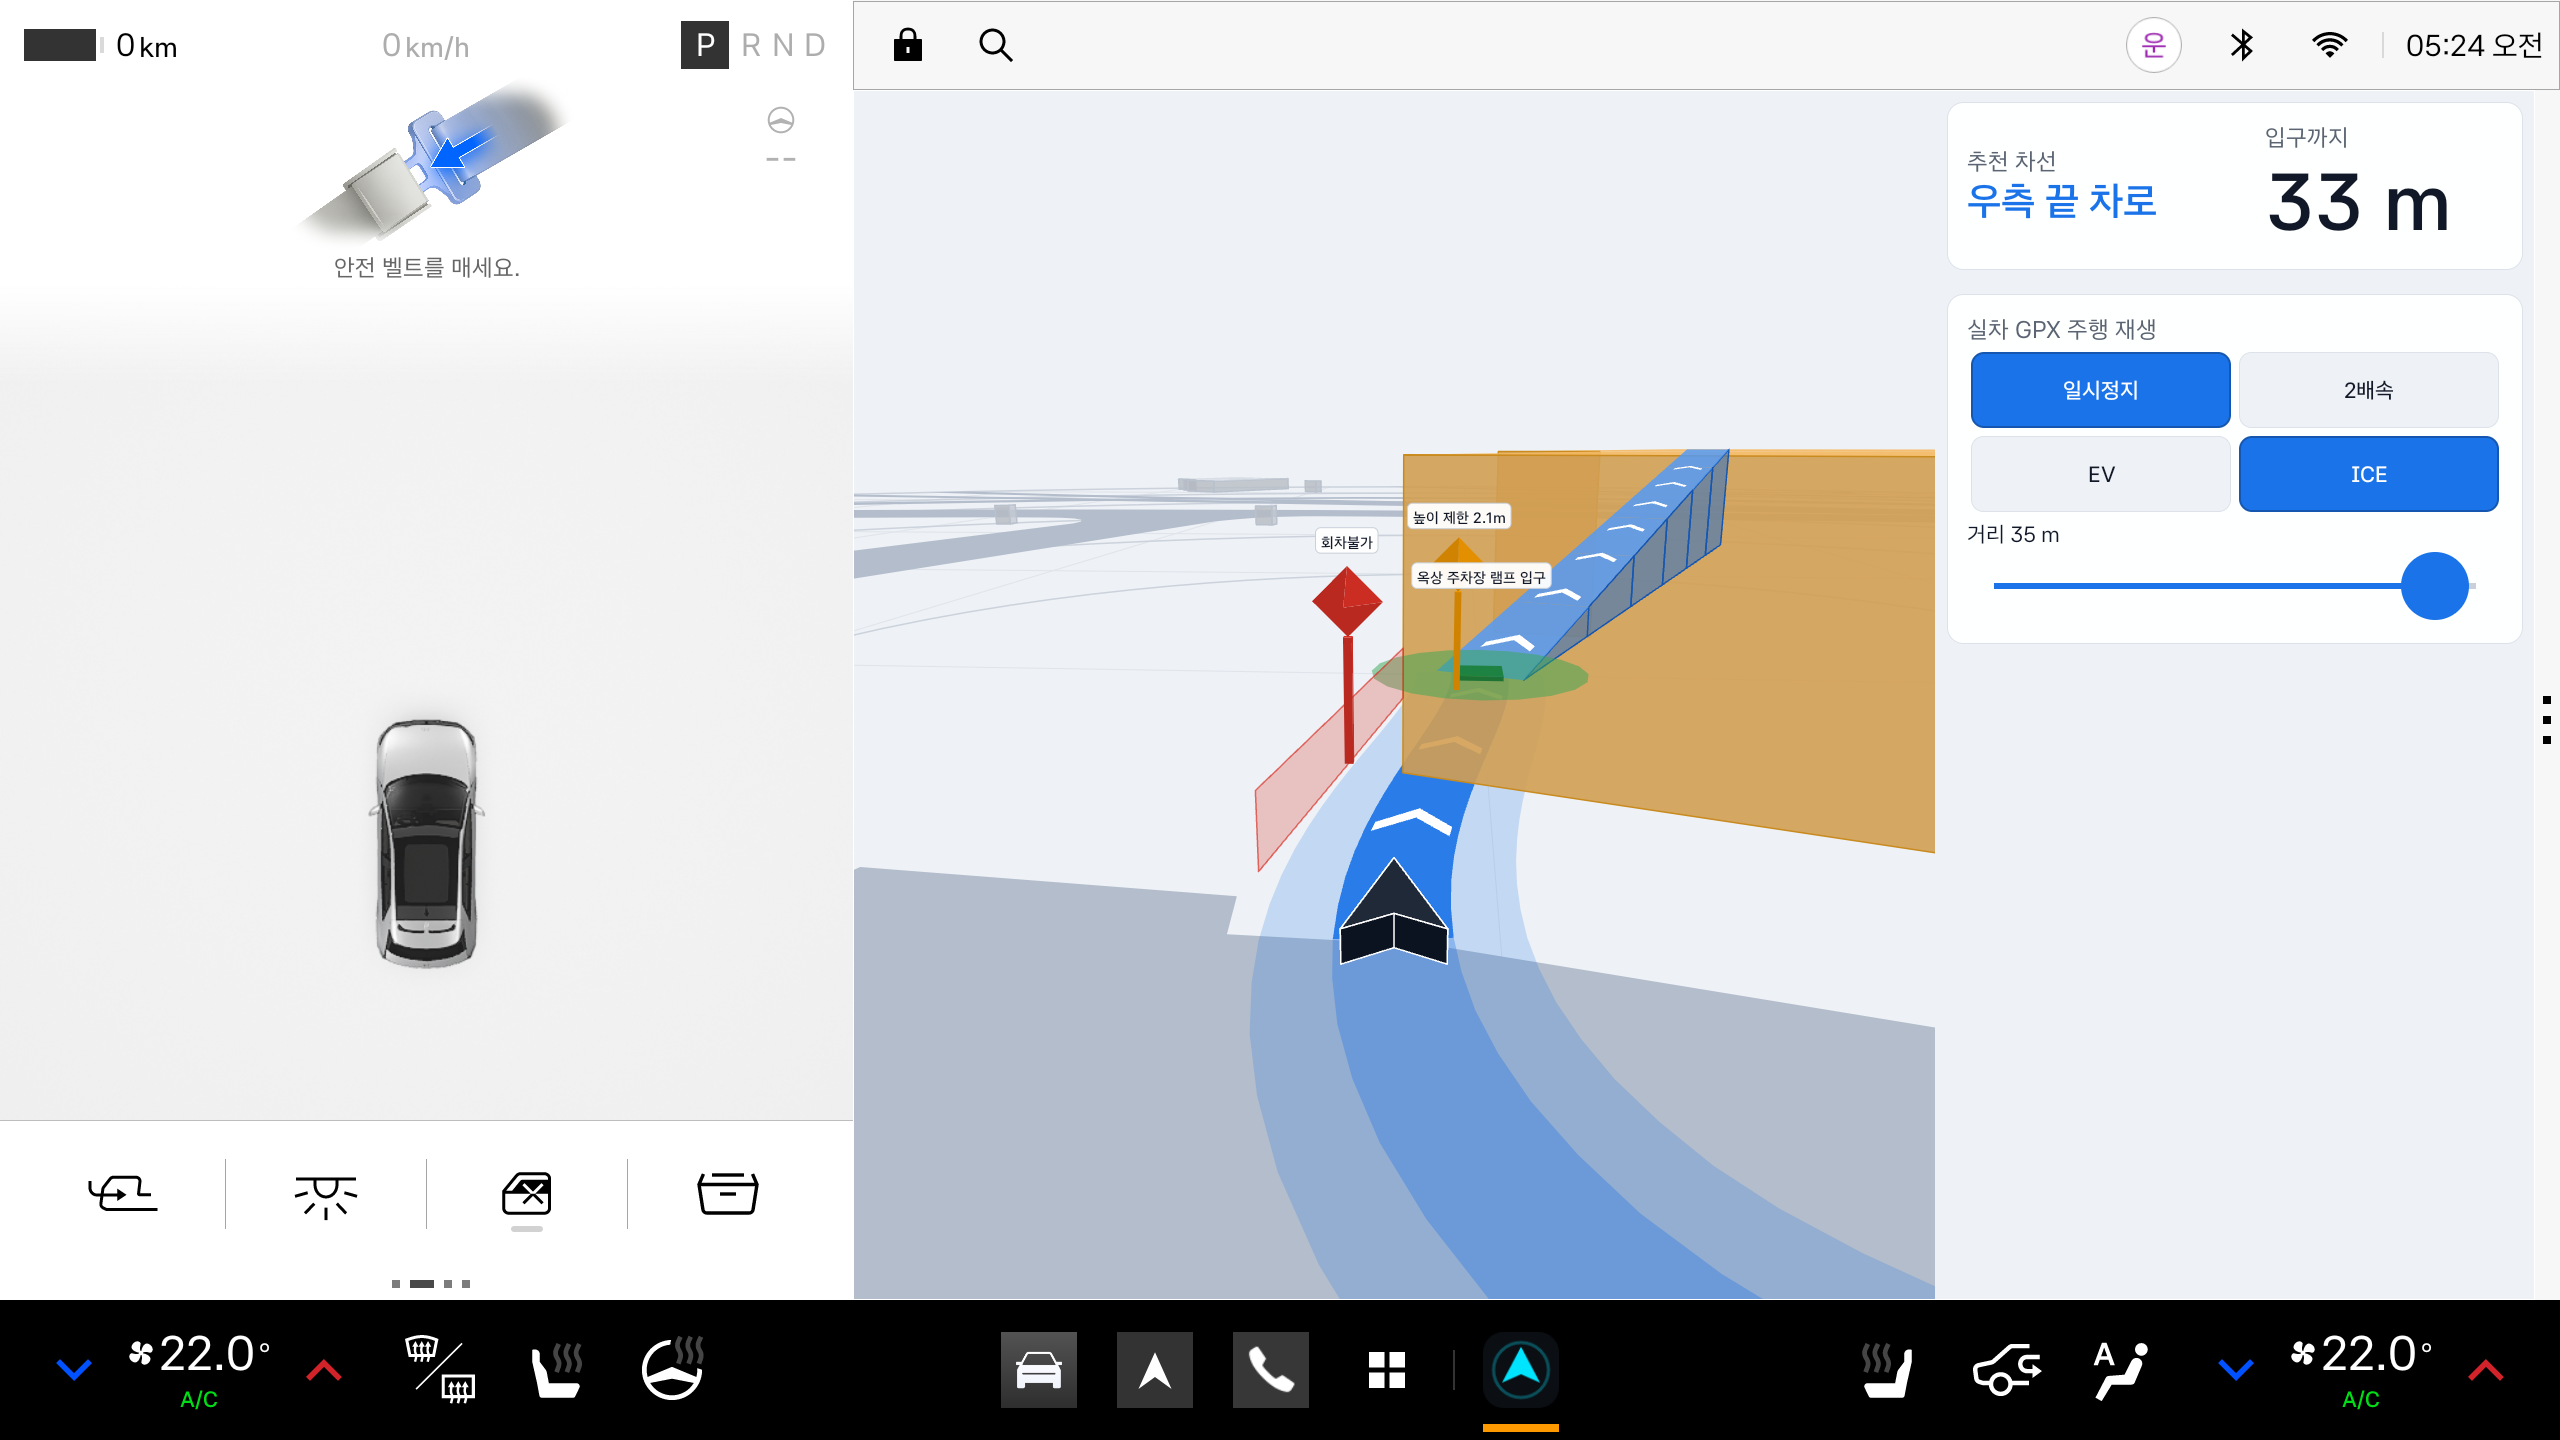 0 km
0 km/h
P R N D
운
05:24 오전
안전 벨트를 매세요.
--
추천 차선
우측 끝 차로
입구까지
33 m
실차 GPX 주행 재생
일시정지
2배속
EV
ICE
거리 35 m
높이 제한 2.1m
회차불가
옥상 주차장 램프 입구
22.0°
A/C
A
22.0°
A/C